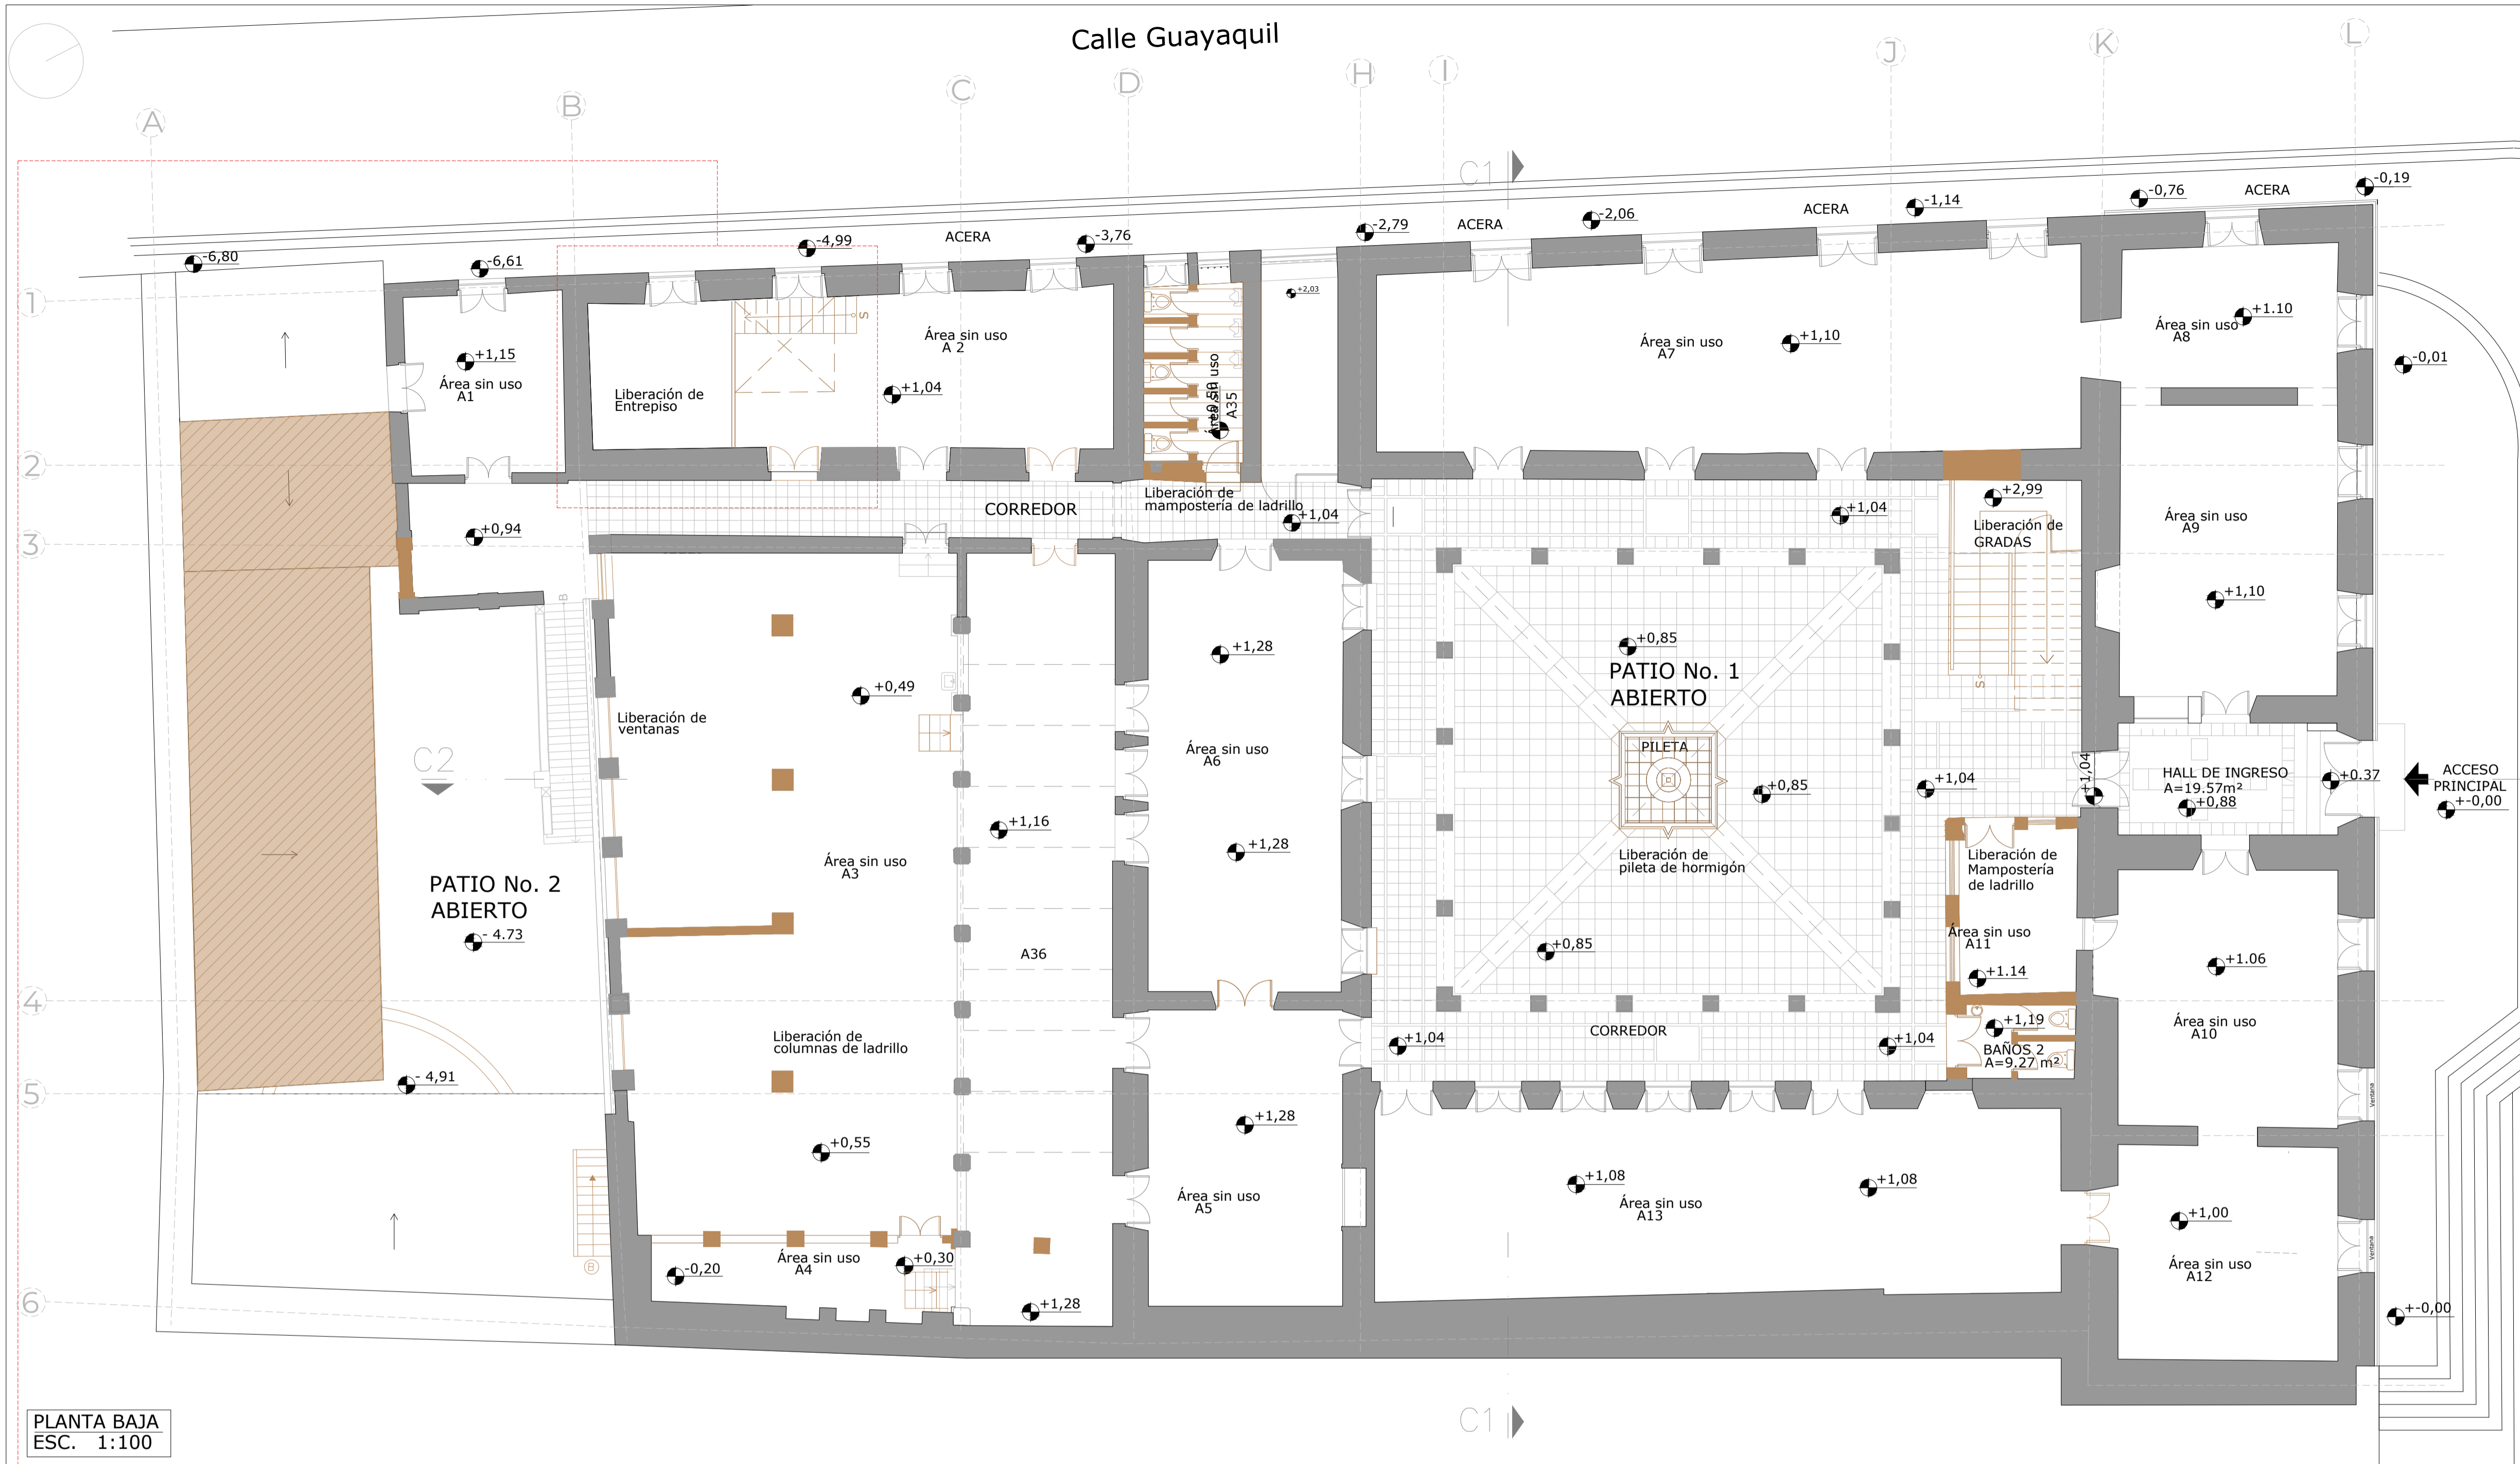 Calle Guayaquil
A
B
C
D
H
I
J
K
L
C1
-6,80
-6,61
-4,99
ACERA
-3,76
-2,79
ACERA
-2,06
ACERA
-1,14
-0,76
ACERA
-0,19
1
2
3
4
5
6
+1,15
Área sin uso
A1
Liberación de
Entrepiso
S
Área sin uso
A 2
+1,04
+2,03
Área sin uso
A35
+0,50
Liberación de
mampostería de ladrillo
+1,04
CORREDOR
+0,94
Área sin uso
A7
+1,10
Área sin uso
A8
+1.10
-0,01
+1,04
+2,99
Liberación de
GRADAS
S
Área sin uso
A9
+1,10
B
Liberación de
ventanas
+0,49
Área sin uso
A3
+1,16
A36
+1,28
Área sin uso
A6
+1,28
+0,85
PATIO No. 1
ABIERTO
PILETA
+0,85
Liberación de
pileta de hormigón
+0,85
+1,04
+1,04
HALL DE INGRESO
A=19.57m²
+0,88
+0.37
ACCESO
PRINCIPAL
+-0,00
C2
PATIO No. 2
ABIERTO
- 4.73
- 4,91
B
Liberación de
columnas de ladrillo
+0,55
Área sin uso
A4
-0,20
+0,30
+1,28
Área sin uso
A5
+1,28
+1,04
CORREDOR
+1,04
Liberación de
Mampostería
de ladrillo
Área sin uso
A11
+1.14
+1,19
BAÑOS 2
A=9.27 m²
+1.06
Área sin uso
A10
Ventana
+1,08
Área sin uso
A13
+1,08
+1,00
Área sin uso
A12
Ventana
+-0,00
C1
PLANTA BAJA
ESC. 1:100